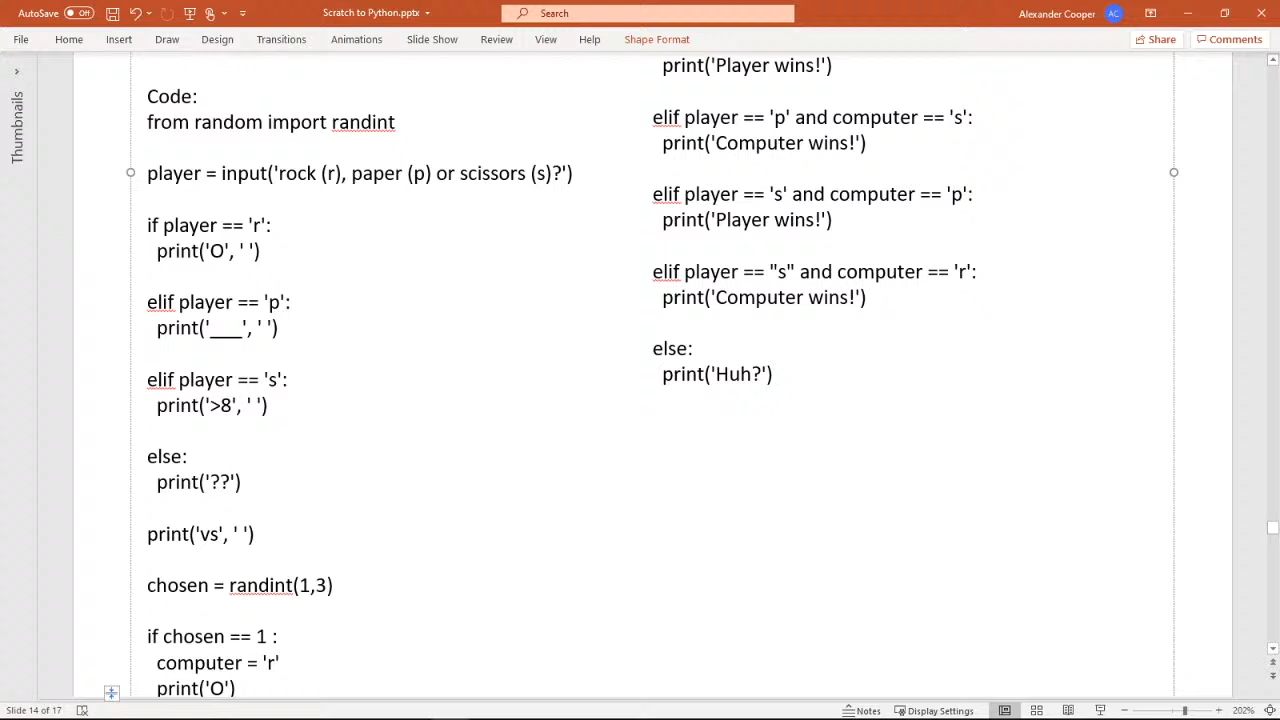 AutoSave Off
Scratch to Python.pptx
Search
Alexander Cooper AC
File Home Insert Draw Design Transitions Animations Slide Show Review View Help Shape Format Share Comments
Thumbnails
Code:
from random import randint
player = input('rock (r), paper (p) or scissors (s)?')
if player == 'r':
print('O', ' ')
elif player == 'p':
print('___', ' ')
elif player == 's':
print('>8', ' ')
else:
print('??')
print('vs', ' ')
chosen = randint(1,3)
if chosen == 1 :
computer = 'r'
print('O')
print('Player wins!')
elif player == 'p' and computer == 's':
print('Computer wins!')
elif player == 's' and computer == 'p':
print('Player wins!')
elif player == "s" and computer == 'r':
print('Computer wins!')
else:
print('Huh?')
Slide 14 of 17
Notes Display Settings 202%